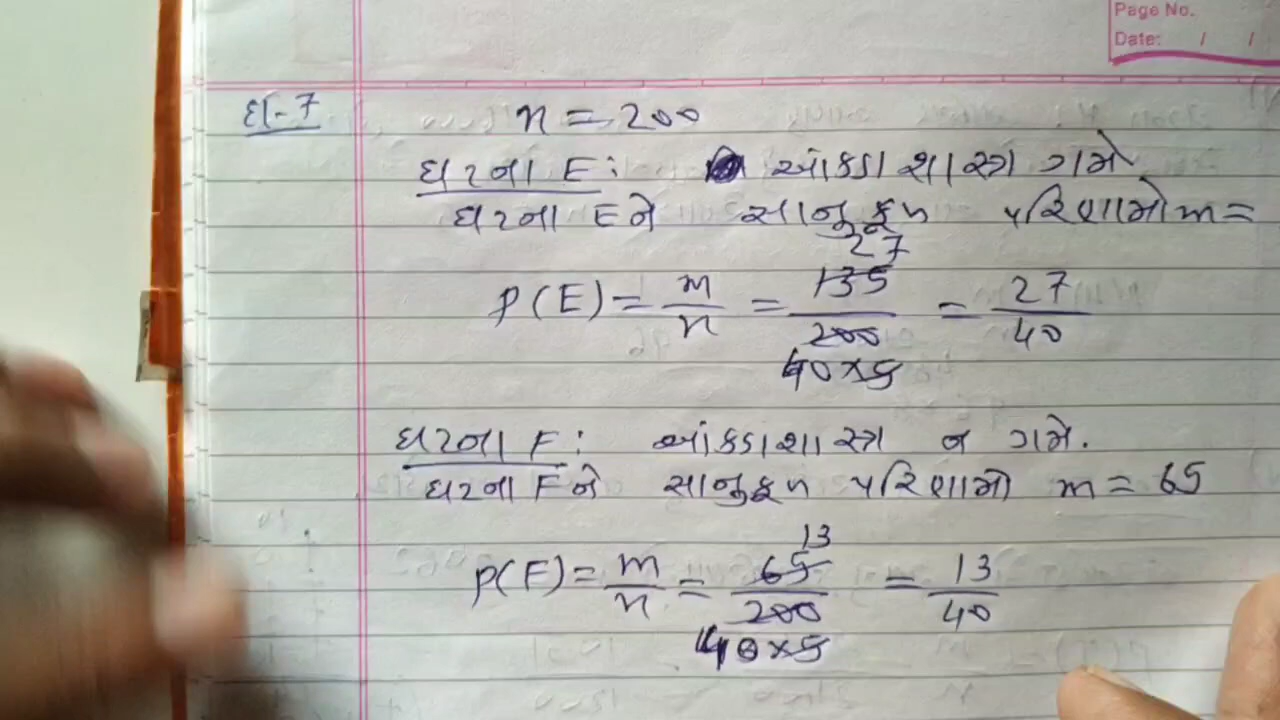 Page No.
Date: / /
દા-7 n = 200
ઘટના E : આંકડાશાસ્ત્ર ગમે
ઘટના E ને સાનુકૂળ પરિણામો m =
P(E) = m/n = 135/200 = 27/40
27
40×5
ઘટના F : આંકડાશાસ્ત્ર ન ગમે.
ઘટના F ને સાનુકૂળ પરિણામો m = 65
13
P(F) = m/n = 65/200 = 13/40
40×5